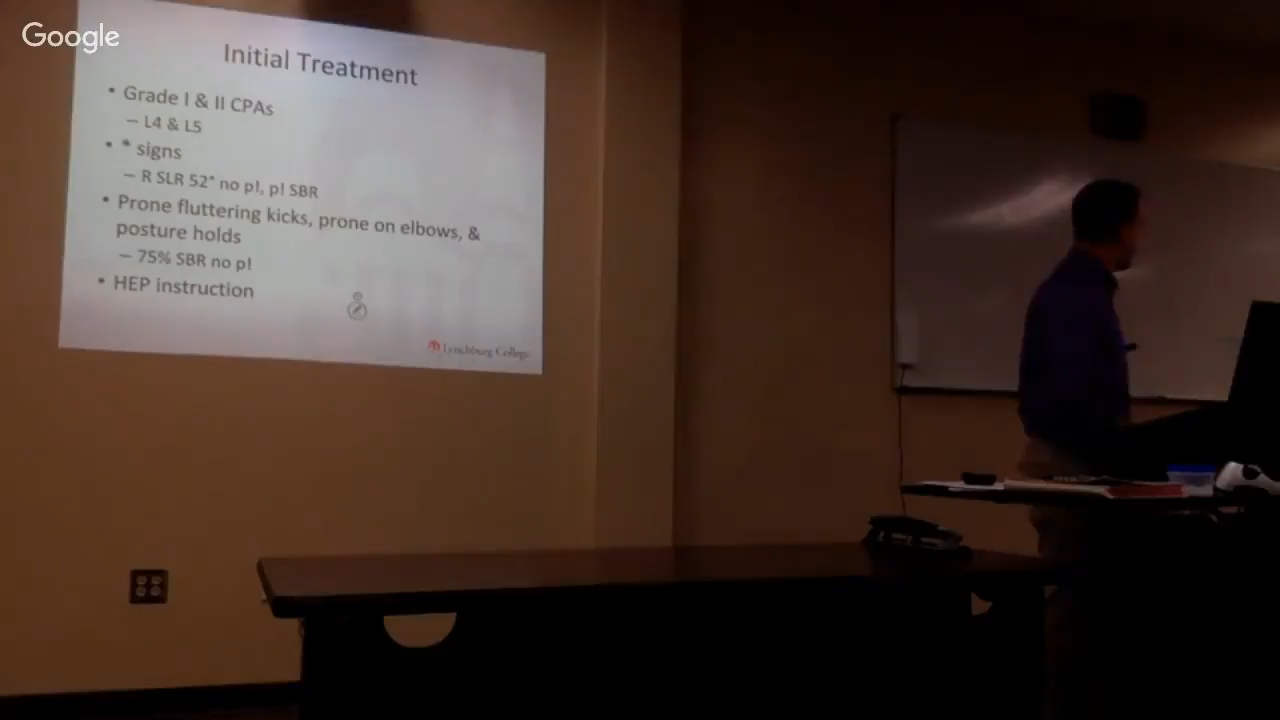 Google
Initial Treatment
• Grade I & II CPAs
– L4 & L5
• * signs
– R SLR 52° no p!, p! SBR
• Prone fluttering kicks, prone on elbows, &
posture holds
– 75% SBR no p!
• HEP instruction
Lynchburg College